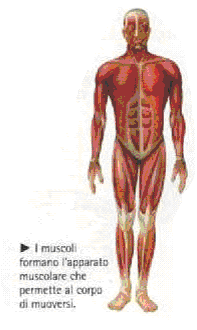 ► I muscoli
formano l'apparato
muscolare che
permette al corpo
di muoversi.